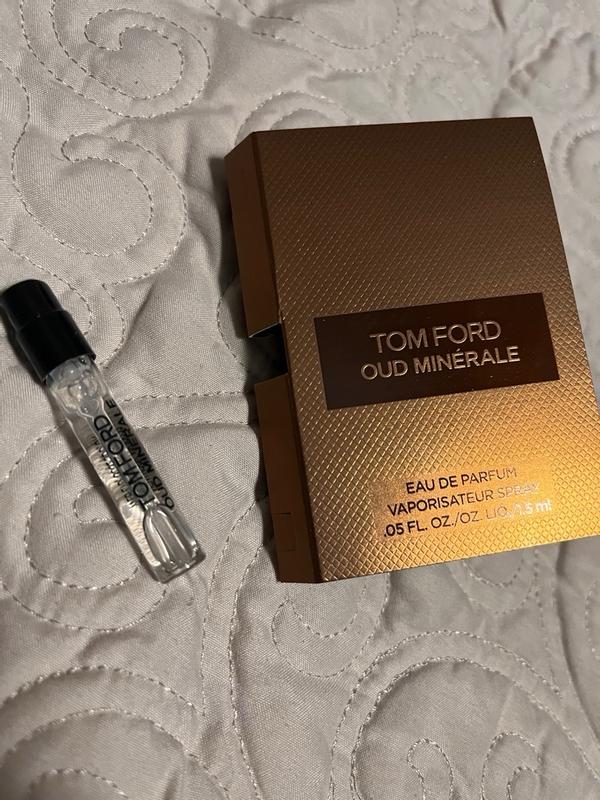 TOM FORD
OUD MINÉRALE
EAU DE PARFUM
VAPORISATEUR SPRAY
.05 FL. OZ./OZ. LIQ./1.5 ml
TOM FORD
OUD MINÉRALE